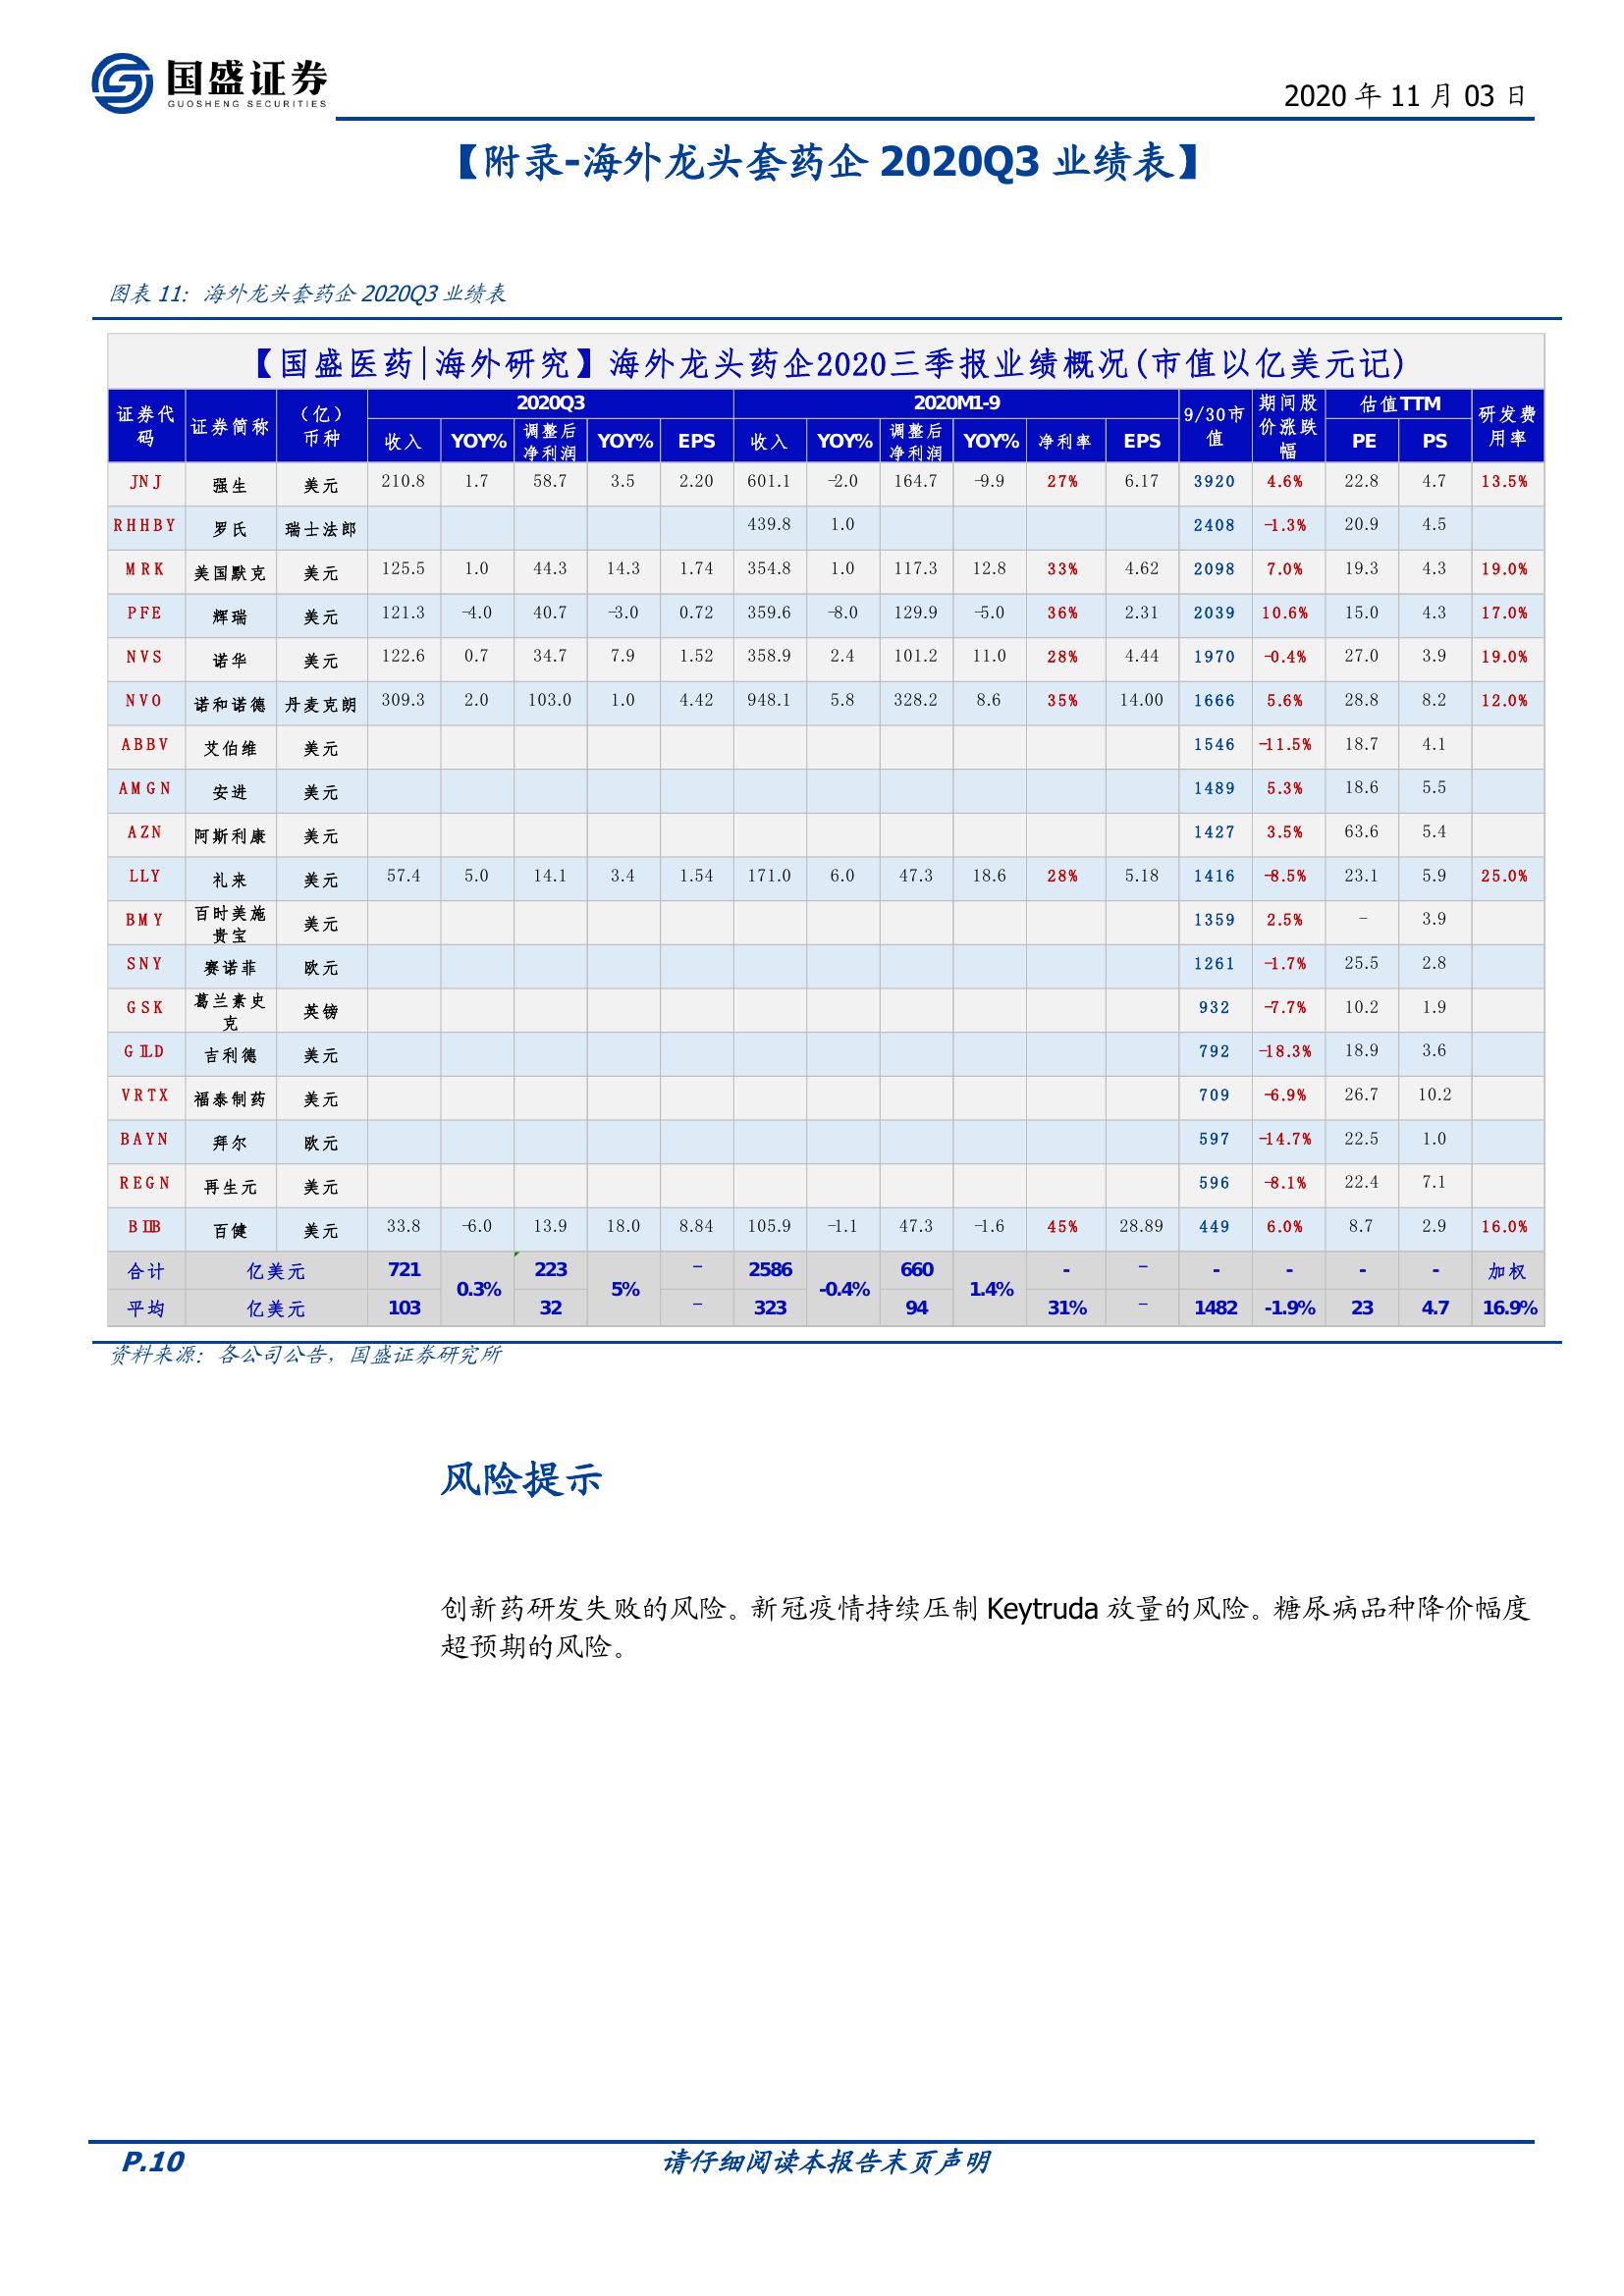 国盛证券
GUOSHENG SECURITIES
2020 年 11 月 03 日
【附录-海外龙头套药企 2020Q3 业绩表】
图表 11：海外龙头套药企 2020Q3 业绩表
【国盛医药|海外研究】海外龙头药企2020三季报业绩概况(市值以亿美元记)
证券代码 证券简称 （亿）币种 2020Q3 2020M1-9 9/30市值 期间股价涨跌幅 估值TTM 研发费用率
收入 YOY% 调整后净利润 YOY% EPS 收入 YOY% 调整后净利润 YOY% 净利率 EPS PE PS
JNJ 强生 美元 210.8 1.7 58.7 3.5 2.20 601.1 -2.0 164.7 -9.9 27% 6.17 3920 4.6% 22.8 4.7 13.5%
RHHBY 罗氏 瑞士法郎 439.8 1.0 2408 -1.3% 20.9 4.5
MRK 美国默克 美元 125.5 1.0 44.3 14.3 1.74 354.8 1.0 117.3 12.8 33% 4.62 2098 7.0% 19.3 4.3 19.0%
PFE 辉瑞 美元 121.3 -4.0 40.7 -3.0 0.72 359.6 -8.0 129.9 -5.0 36% 2.31 2039 10.6% 15.0 4.3 17.0%
NVS 诺华 美元 122.6 0.7 34.7 7.9 1.52 358.9 2.4 101.2 11.0 28% 4.44 1970 -0.4% 27.0 3.9 19.0%
NVO 诺和诺德 丹麦克朗 309.3 2.0 103.0 1.0 4.42 948.1 5.8 328.2 8.6 35% 14.00 1666 5.6% 28.8 8.2 12.0%
ABBV 艾伯维 美元 1546 -11.5% 18.7 4.1
AMGN 安进 美元 1489 5.3% 18.6 5.5
AZN 阿斯利康 美元 1427 3.5% 63.6 5.4
LLY 礼来 美元 57.4 5.0 14.1 3.4 1.54 171.0 6.0 47.3 18.6 28% 5.18 1416 -8.5% 23.1 5.9 25.0%
BMY 百时美施贵宝 美元 1359 2.5% - 3.9
SNY 赛诺菲 欧元 1261 -1.7% 25.5 2.8
GSK 葛兰素史克 英镑 932 -7.7% 10.2 1.9
GILD 吉利德 美元 792 -18.3% 18.9 3.6
VRTX 福泰制药 美元 709 -6.9% 26.7 10.2
BAYN 拜尔 欧元 597 -14.7% 22.5 1.0
REGN 再生元 美元 596 -8.1% 22.4 7.1
BIIB 百健 美元 33.8 -6.0 13.9 18.0 8.84 105.9 -1.1 47.3 -1.6 45% 28.89 449 6.0% 8.7 2.9 16.0%
合计 亿美元 721 0.3% 223 5% - 2586 -0.4% 660 1.4% - - - - - - 加权
平均 亿美元 103 32 - 323 94 31% - 1482 -1.9% 23 4.7 16.9%
资料来源：各公司公告，国盛证券研究所
风险提示
创新药研发失败的风险。新冠疫情持续压制 Keytruda 放量的风险。糖尿病品种降价幅度
超预期的风险。
P.10 请仔细阅读本报告末页声明